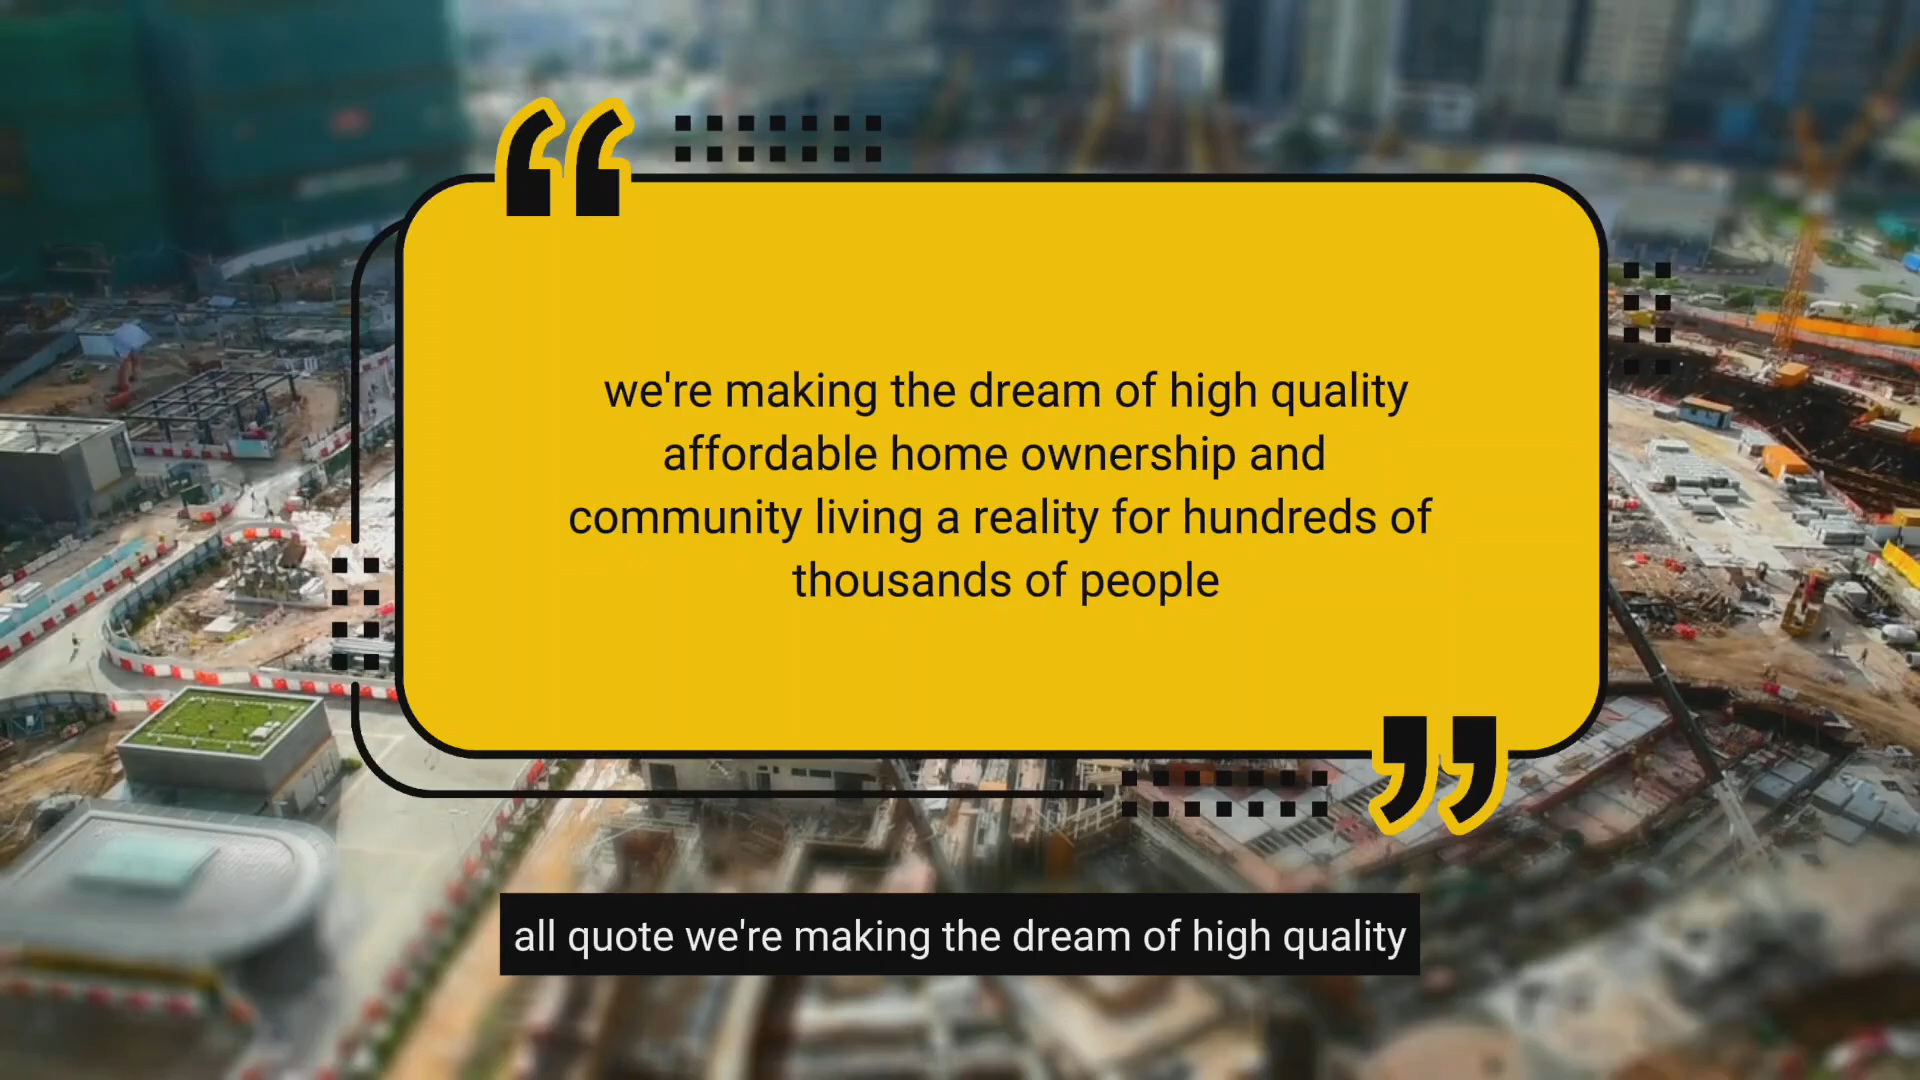 we're making the dream of high quality
affordable home ownership and
community living a reality for hundreds of
thousands of people
all quote we're making the dream of high quality